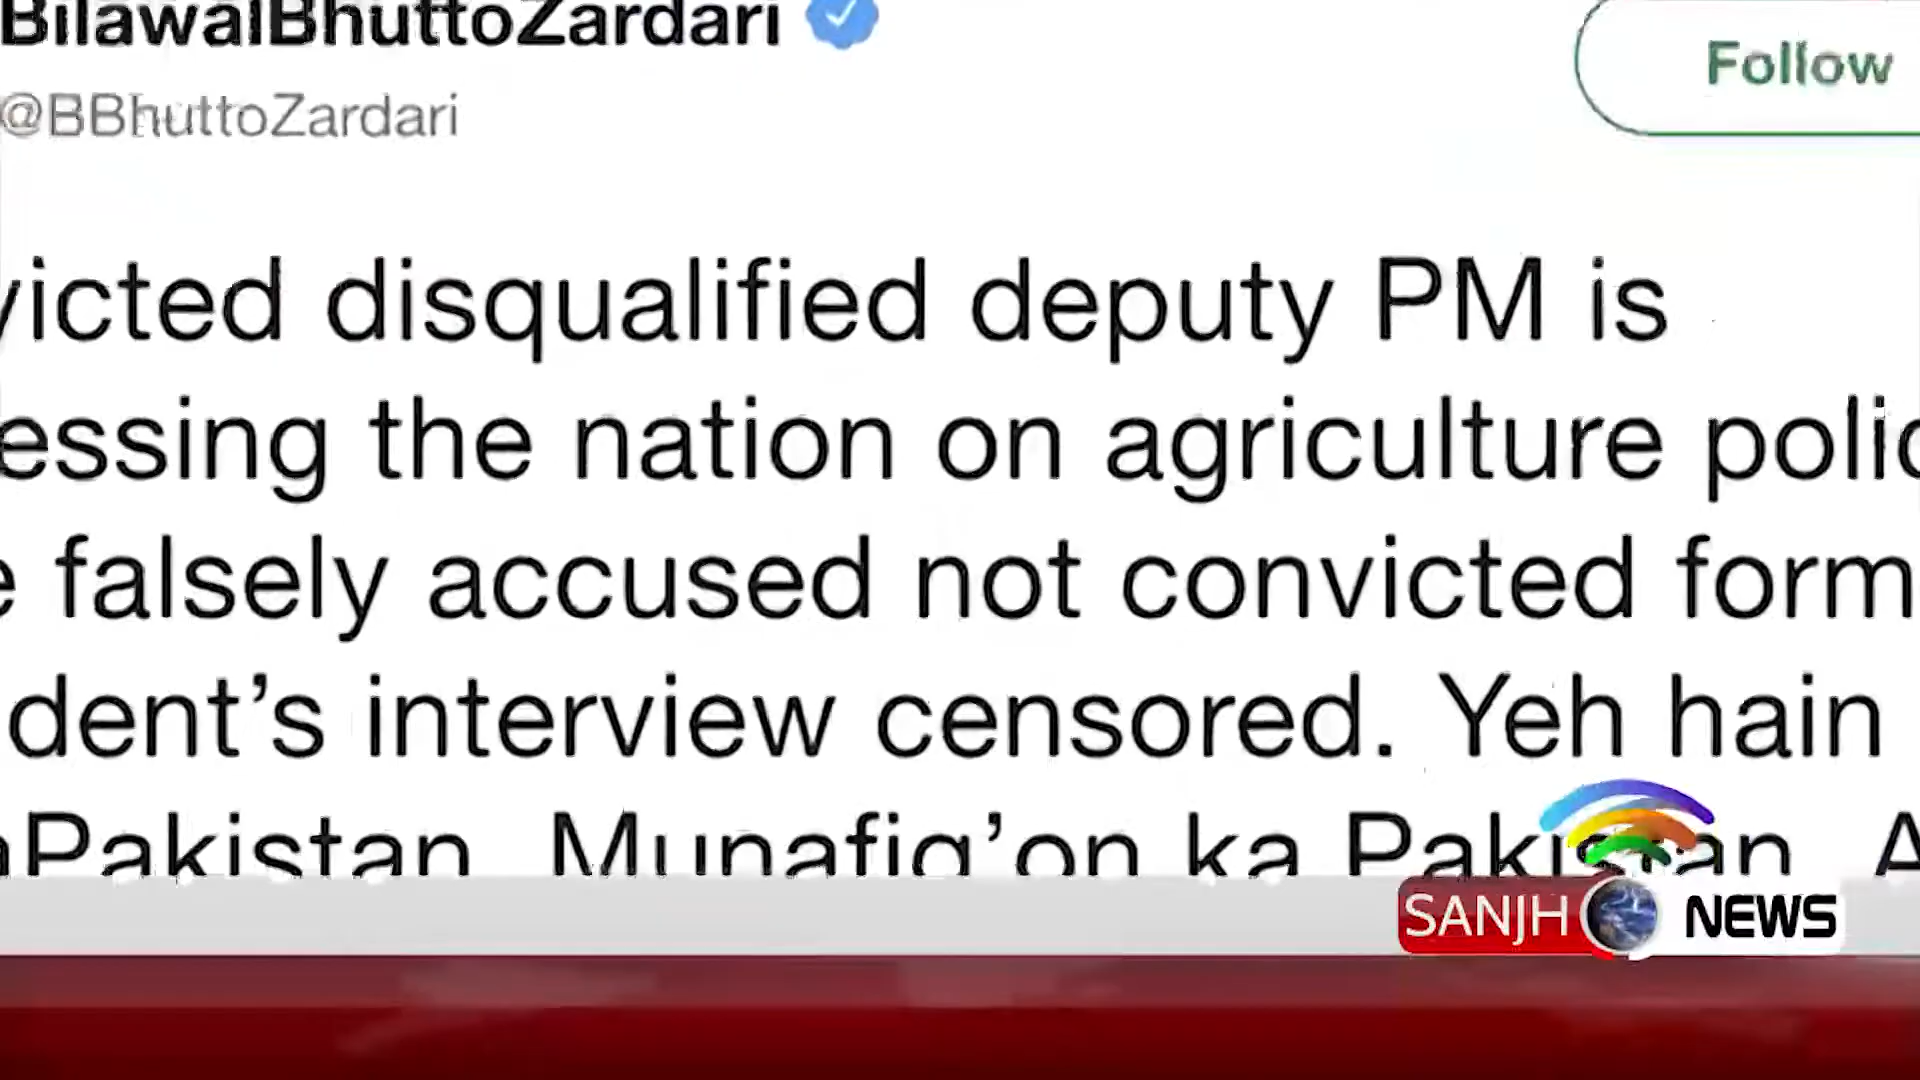 BilawalBhuttoZardari
@BBhuttoZardari
Follow
victed disqualified deputy PM is
essing the nation on agriculture polic
e falsely accused not convicted form
dent's interview censored. Yeh hain
aPakistan. Munafiq'on ka Pakistan. A
SANJH NEWS